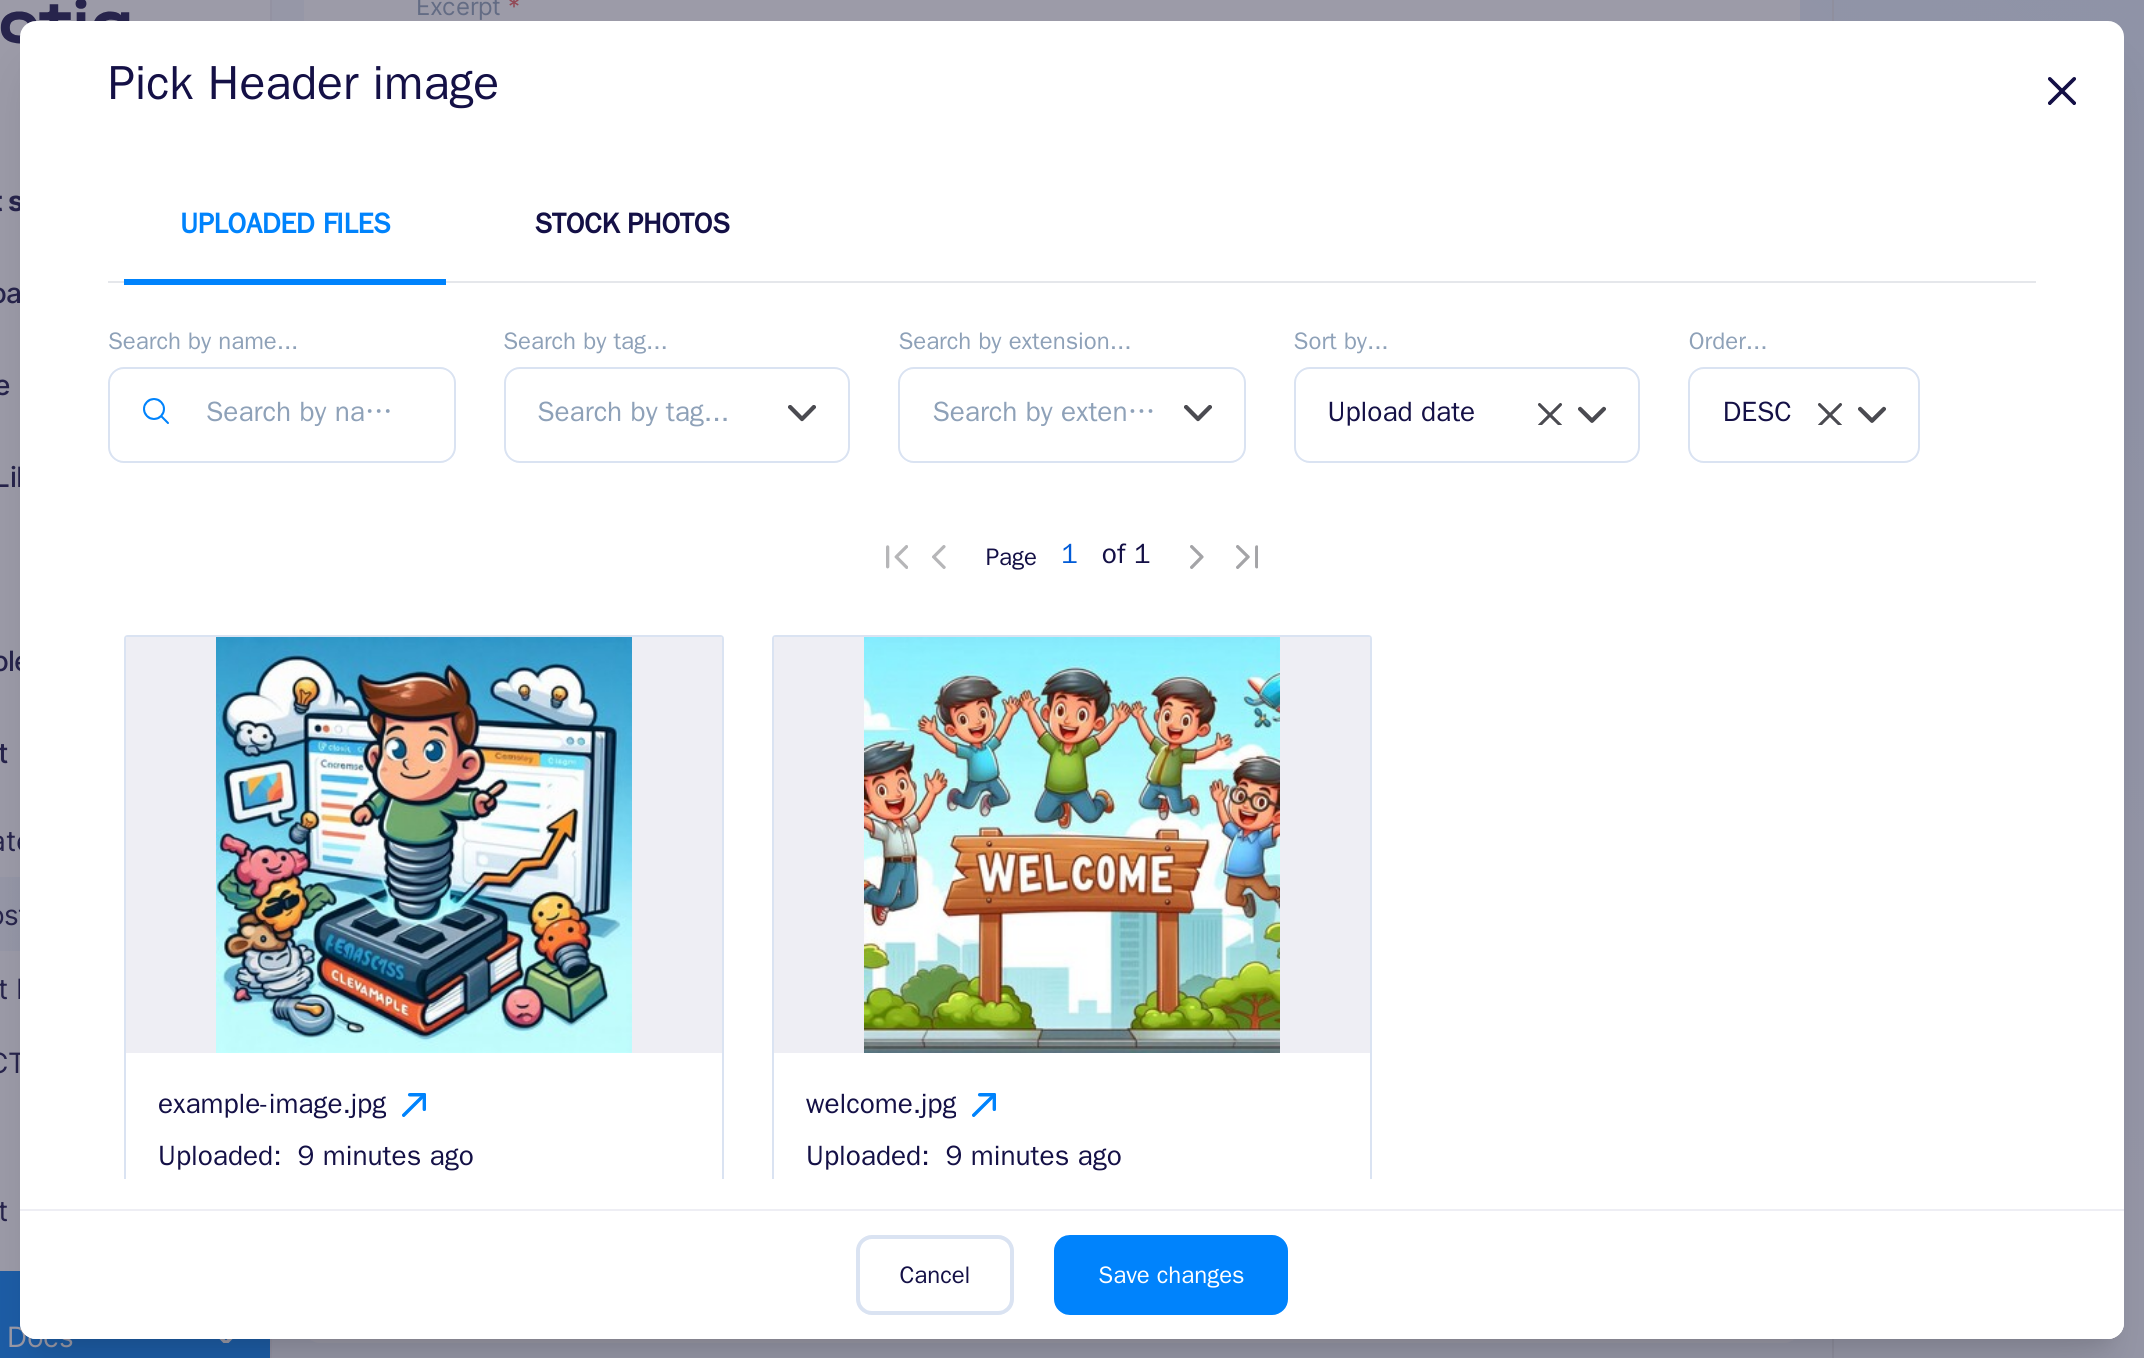 Excerpt *
Pick Header image
UPLOADED FILES
STOCK PHOTOS
Search by name...
Search by tag...
Search by extension...
Sort by...
Order...
Search by na···
Search by tag...
Search by exten···
Upload date
DESC
Page 1 of 1
WELCOME
CLEVAMAPLE
example-image.jpg
welcome.jpg
Uploaded: 9 minutes ago
Uploaded: 9 minutes ago
Cancel
Save changes
Docs